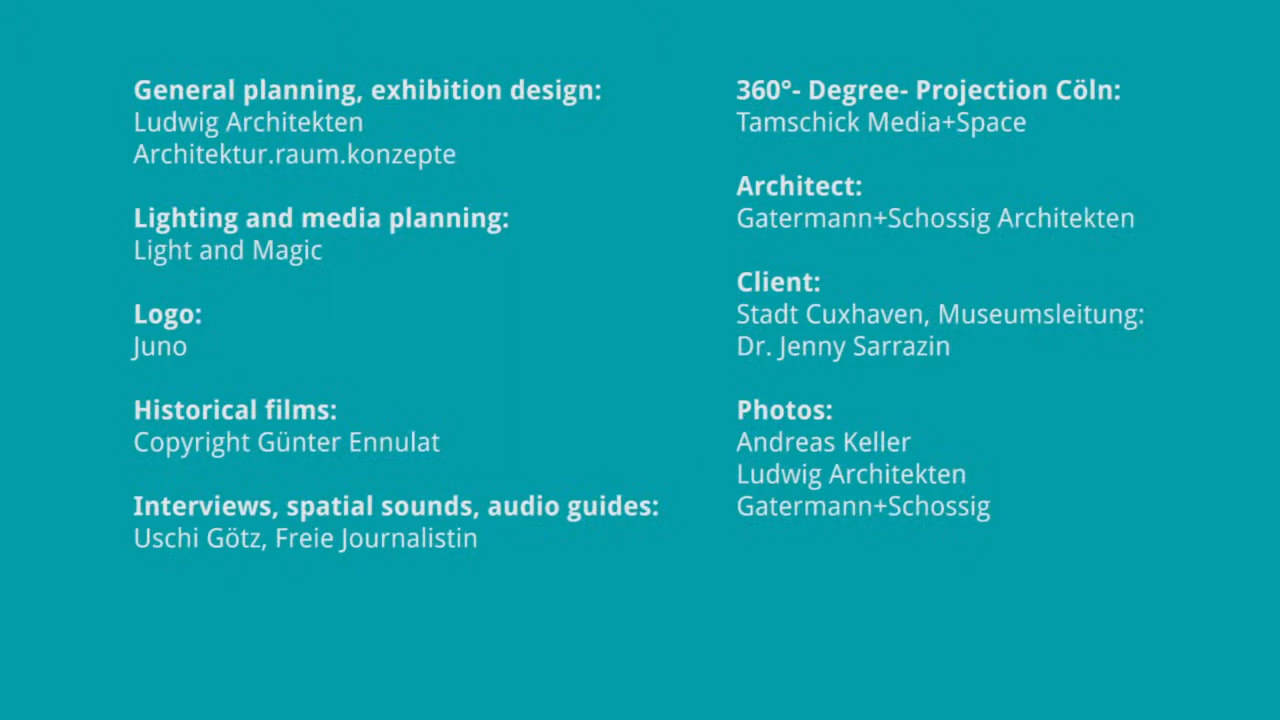 General planning, exhibition design:
Ludwig Architekten
Architektur.raum.konzepte
Lighting and media planning:
Light and Magic
Logo:
Juno
Historical films:
Copyright Günter Ennulat
Interviews, spatial sounds, audio guides:
Uschi Götz, Freie Journalistin
360°- Degree- Projection Cöln:
Tamschick Media+Space
Architect:
Gatermann+Schossig Architekten
Client:
Stadt Cuxhaven, Museumsleitung:
Dr. Jenny Sarrazin
Photos:
Andreas Keller
Ludwig Architekten
Gatermann+Schossig